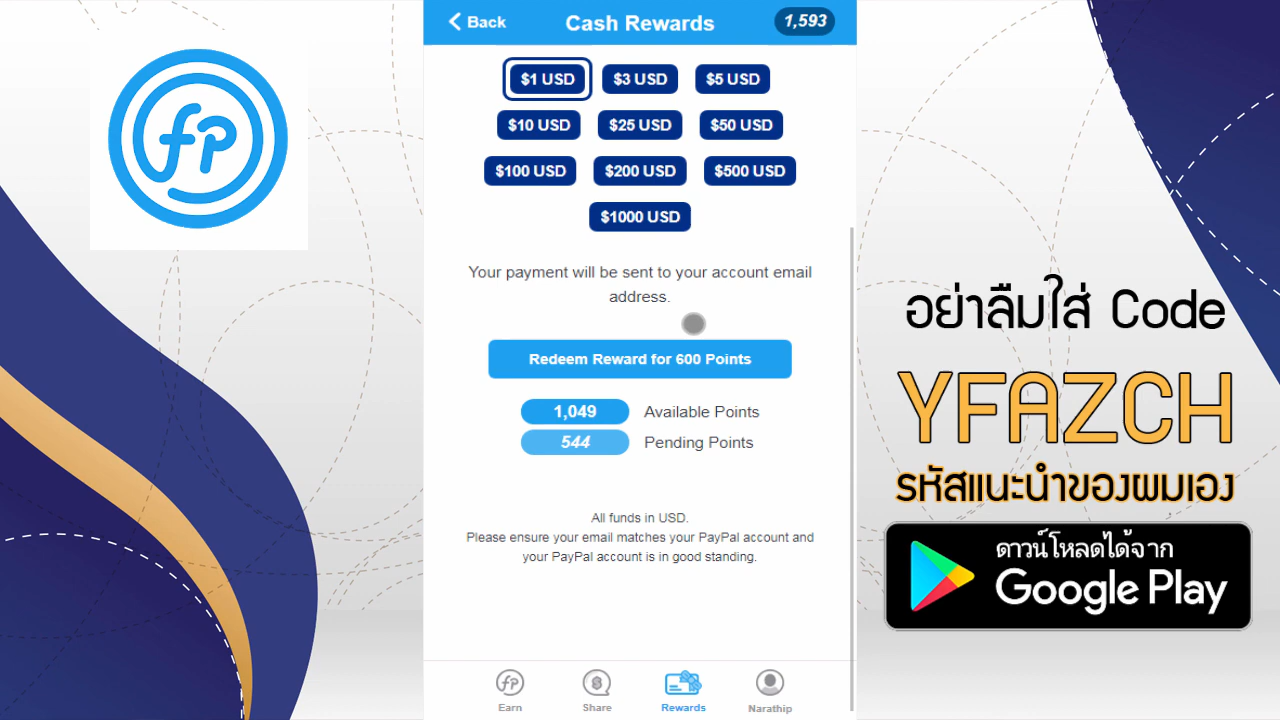 fp
Back
Cash Rewards
1,593
$1 USD
$3 USD
$5 USD
$10 USD
$25 USD
$50 USD
$100 USD
$200 USD
$500 USD
$1000 USD
Your payment will be sent to your account email
address.
Redeem Reward for 600 Points
1,049 Available Points
544 Pending Points
All funds in USD.
Please ensure your email matches your PayPal account and
your PayPal account is in good standing.
fp
Earn
Share
Rewards
Narathip
อย่าลืมใส่ Code
YFAZCH
รหัสแนะนำของผมเอง
ดาวน์โหลดได้จาก
Google Play